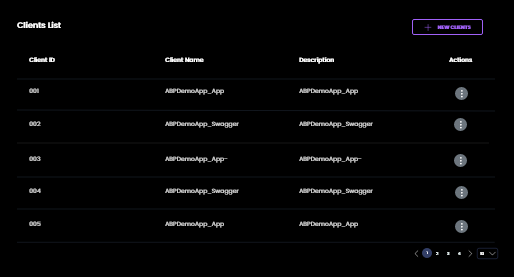 Clients List
+ NEW CLIENTS
Client ID Client Name Description Actions
001 ABPDemoApp_App ABPDemoApp_App
002 ABPDemoApp_Swagger ABPDemoApp_Swagger
003 ABPDemoApp_App- ABPDemoApp_App-
004 ABPDemoApp_Swagger ABPDemoApp_Swagger
005 ABPDemoApp_App ABPDemoApp_App
1 2 3 4 10